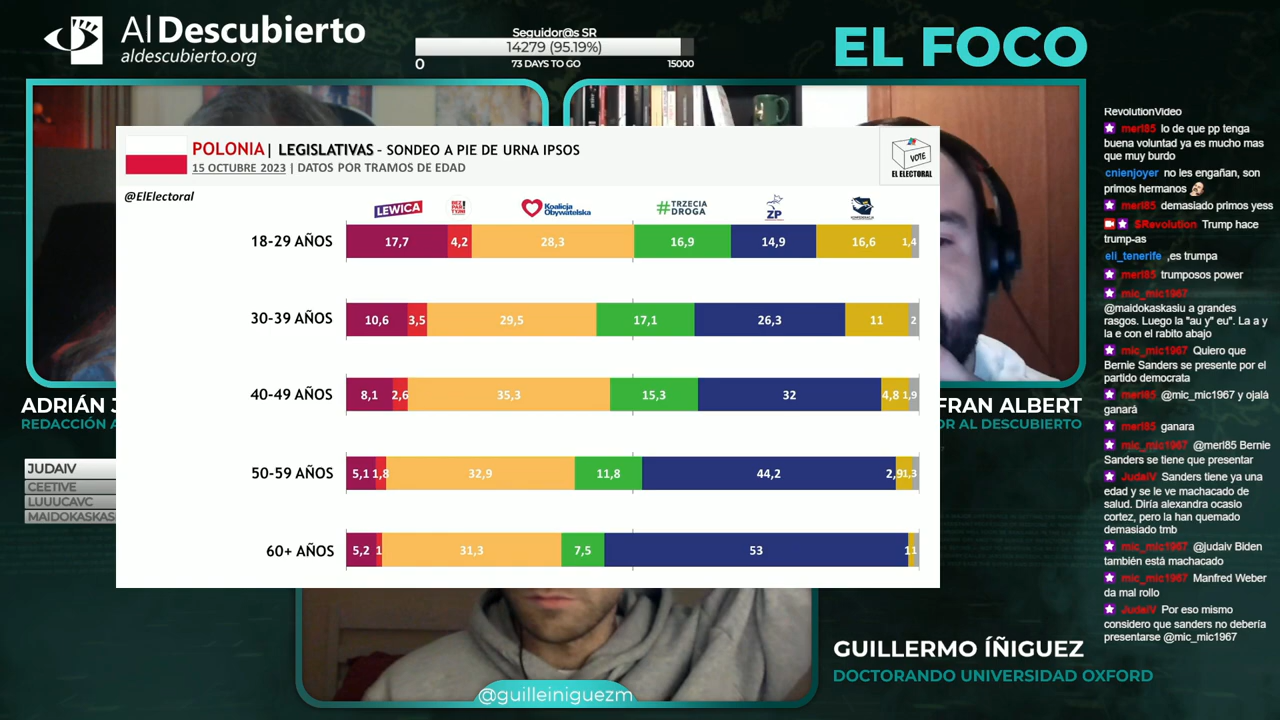 Al Descubierto
aldescubierto.org
Seguidor@s SR
14279 (95.19%)
0
73 DAYS TO GO
15000
EL FOCO
POLONIA| LEGISLATIVAS - SONDEO A PIE DE URNA IPSOS
15 OCTUBRE 2023 | DATOS POR TRAMOS DE EDAD
VOTE
EL ELECTORAL
@ElElectoral
LEWICA
Koalicja
Obywatelska
#TRZECIA
DROGA
ZP
18-29 AÑOS 17,7 4,2 28,3 16,9 14,9 16,6 1,4
30-39 AÑOS 10,6 3,5 29,5 17,1 26,3 11 2
40-49 AÑOS 8,1 2,6 35,3 15,3 32 4,8 1,9
50-59 AÑOS 5,1 1,8 32,9 11,8 44,2 2,9 1,3
60+ AÑOS 5,2 1 31,3 7,5 53 1 1
ADRIÁN J
REDACCIÓN A
FRAN ALBERT
OR AL DESCUBIERTO
JUDAIV
CEETIVE
LUUUCAVC
MAIDOKASKAS
@guilleiniguezm
GUILLERMO ÍÑIGUEZ
DOCTORANDO UNIVERSIDAD OXFORD
RevolutionVideo
merl85 lo de que pp tenga
buena voluntad ya es mucho mas
que muy burdo
cnienjoyer no les engañan, son
primos hermanos
merl85 demasiado primos yess
SRavolution Trump hace
trump-as
eli_tenerife ,es trumpa
merl85 trumposos power
mic_mic1967
@maidokaskasiu a grandes
rasgos. Luego la "au y" eu". La a y
la e con el rabito abajo
mic_mic1967 Quiero que
Bernie Sanders se presente por el
partido democrata
merl85 @mic_mic1967 y ojalá
ganará
merl85 ganara
mic_mic1967 @merl85 Bernie
Sanders se tiene que presentar
JudaiV Sanders tiene ya una
edad y se le ve machacado de
salud. Diría alexandra ocasio
cortez, pero la han quemado
demasiado tmb
mic_mic1967 @judaiv Biden
también está machacado
mic_mic1967 Manfred Weber
da mal rollo
JudaiV Por eso mismo
considero que sanders no debería
presentarse @mic_mic1967